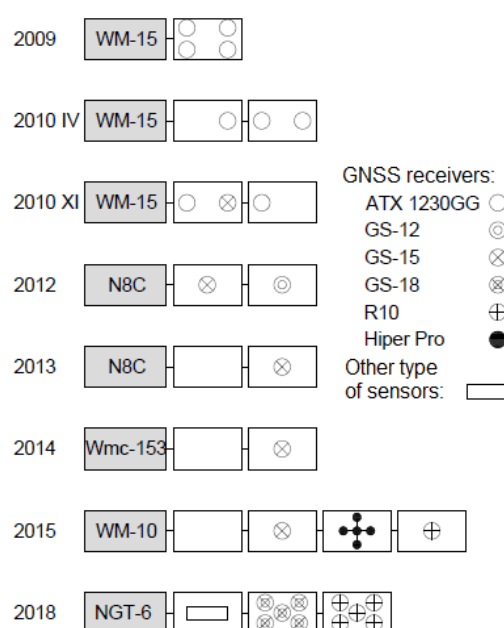 2009 WM-15
2010 IV WM-15
2010 XI WM-15
2012 N8C
2013 N8C
2014 Wmc-153
2015 WM-10
2018 NGT-6
GNSS receivers:
ATX 1230GG
GS-12
GS-15
GS-18
R10
Hiper Pro
Other type
of sensors: